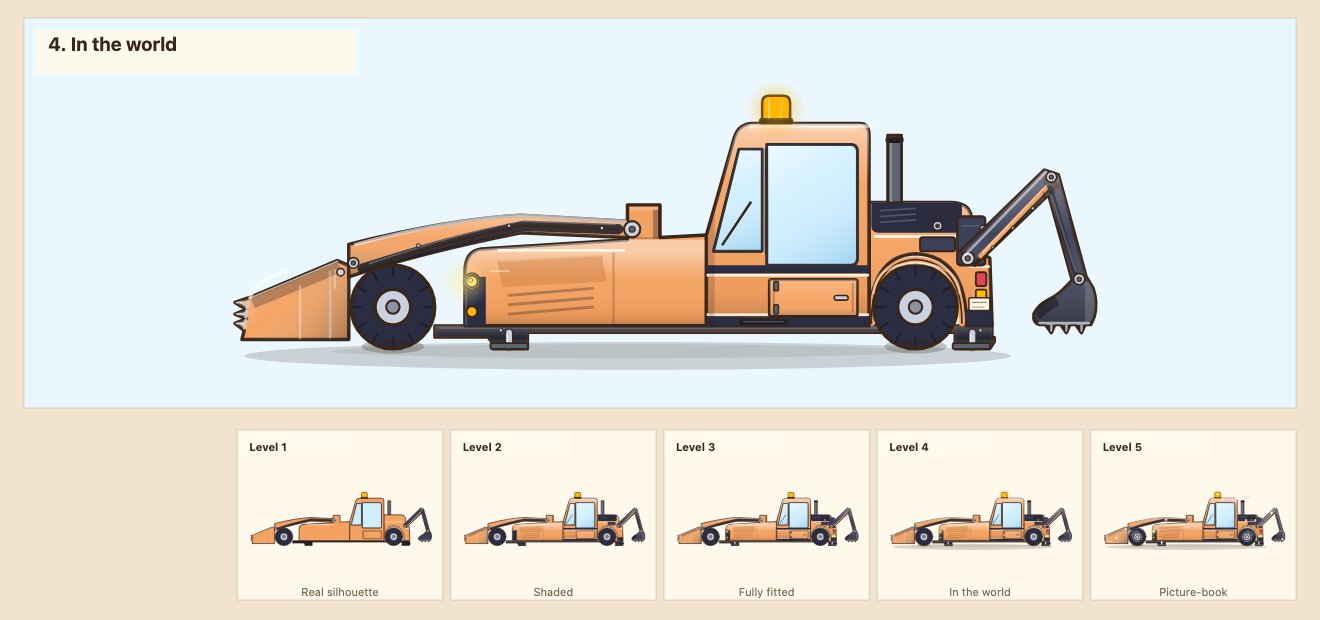 4. In the world
Level 1
Level 2
Level 3
Level 4
Level 5
Real silhouette
Shaded
Fully fitted
In the world
Picture-book